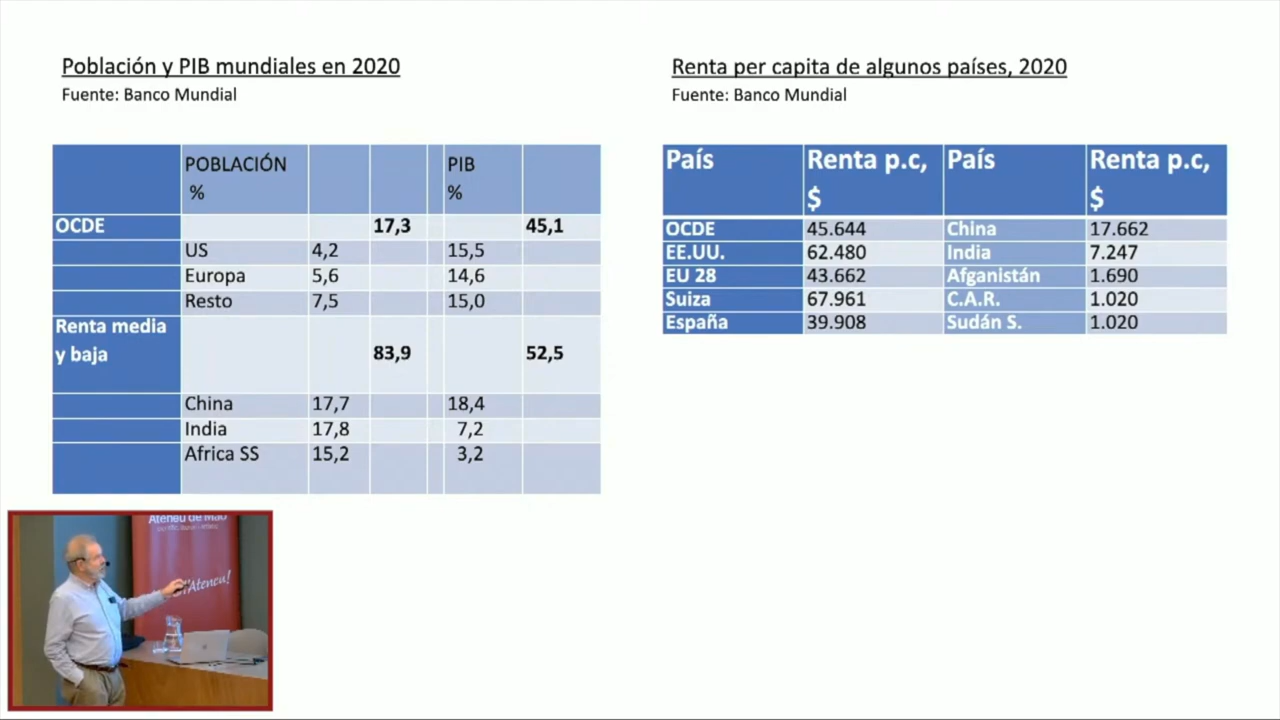 Población y PIB mundiales en 2020
Fuente: Banco Mundial
POBLACIÓN PIB
% %
OCDE 17,3 45,1
US 4,2 15,5
Europa 5,6 14,6
Resto 7,5 15,0
Renta media
y baja 83,9 52,5
China 17,7 18,4
India 17,8 7,2
Africa SS 15,2 3,2
Renta per capita de algunos países, 2020
Fuente: Banco Mundial
País Renta p.c, País Renta p.c,
$ $
OCDE 45.644 China 17.662
EE.UU. 62.480 India 7.247
EU 28 43.662 Afganistán 1.690
Suiza 67.961 C.A.R. 1.020
España 39.908 Sudán S. 1.020
Ateneu de Maó
l'Ateneu!